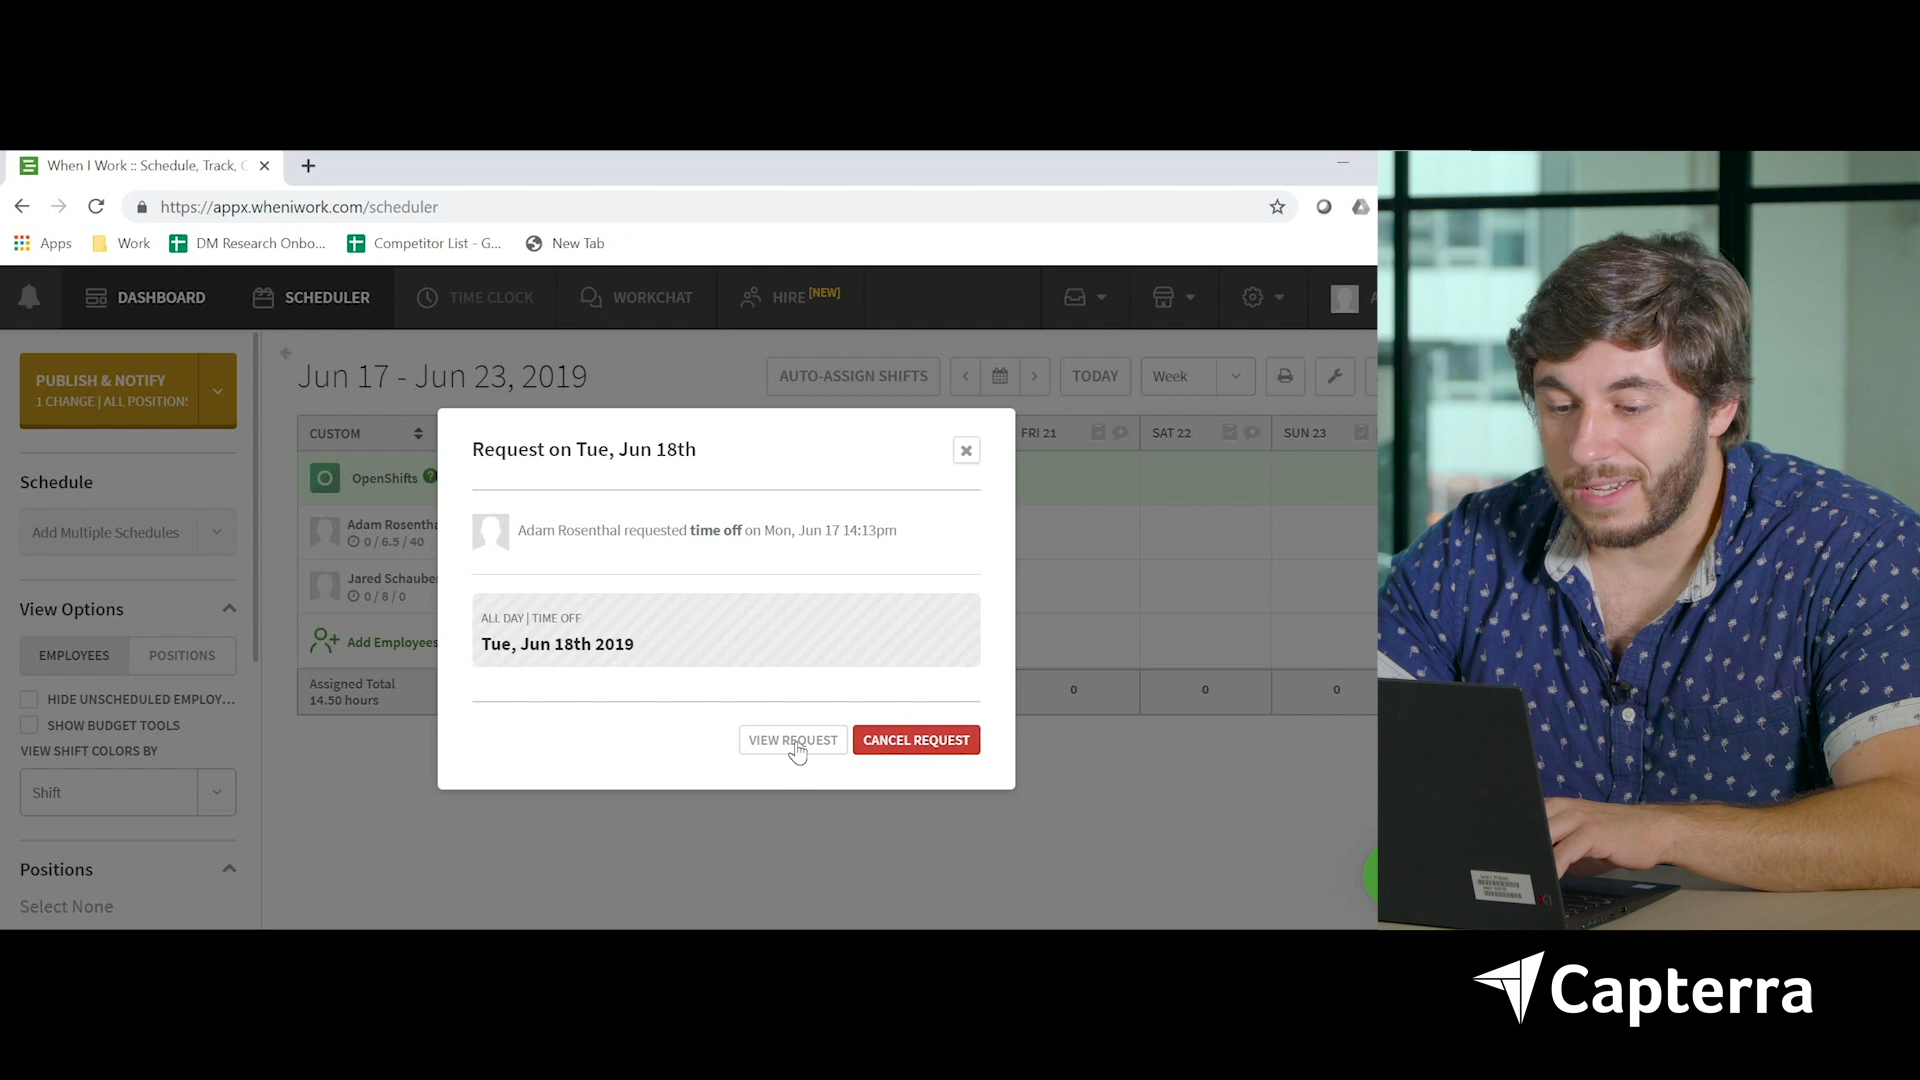 When I Work :: Schedule, Track,
https://appx.wheniwork.com/scheduler
Apps Work DM Research Onbo... Competitor List - G... New Tab
DASHBOARD SCHEDULER TIME CLOCK WORKCHAT HIRE [NEW]
PUBLISH & NOTIFY
1 CHANGE | ALL POSITIONS
Jun 17 - Jun 23, 2019
AUTO-ASSIGN SHIFTS TODAY Week
CUSTOM FRI 21 SAT 22 SUN 23
Schedule
Add Multiple Schedules
OpenShifts ?
Adam Rosentha
0 / 6.5 / 40
Jared Schaube
0 / 8 / 0
Add Employees
Assigned Total
14.50 hours
0 0 0
View Options
EMPLOYEES POSITIONS
HIDE UNSCHEDULED EMPLOY...
SHOW BUDGET TOOLS
VIEW SHIFT COLORS BY
Shift
Positions
Select None
Request on Tue, Jun 18th
Adam Rosenthal requested time off on Mon, Jun 17 14:13pm
ALL DAY | TIME OFF
Tue, Jun 18th 2019
VIEW REQUEST CANCEL REQUEST
Capterra